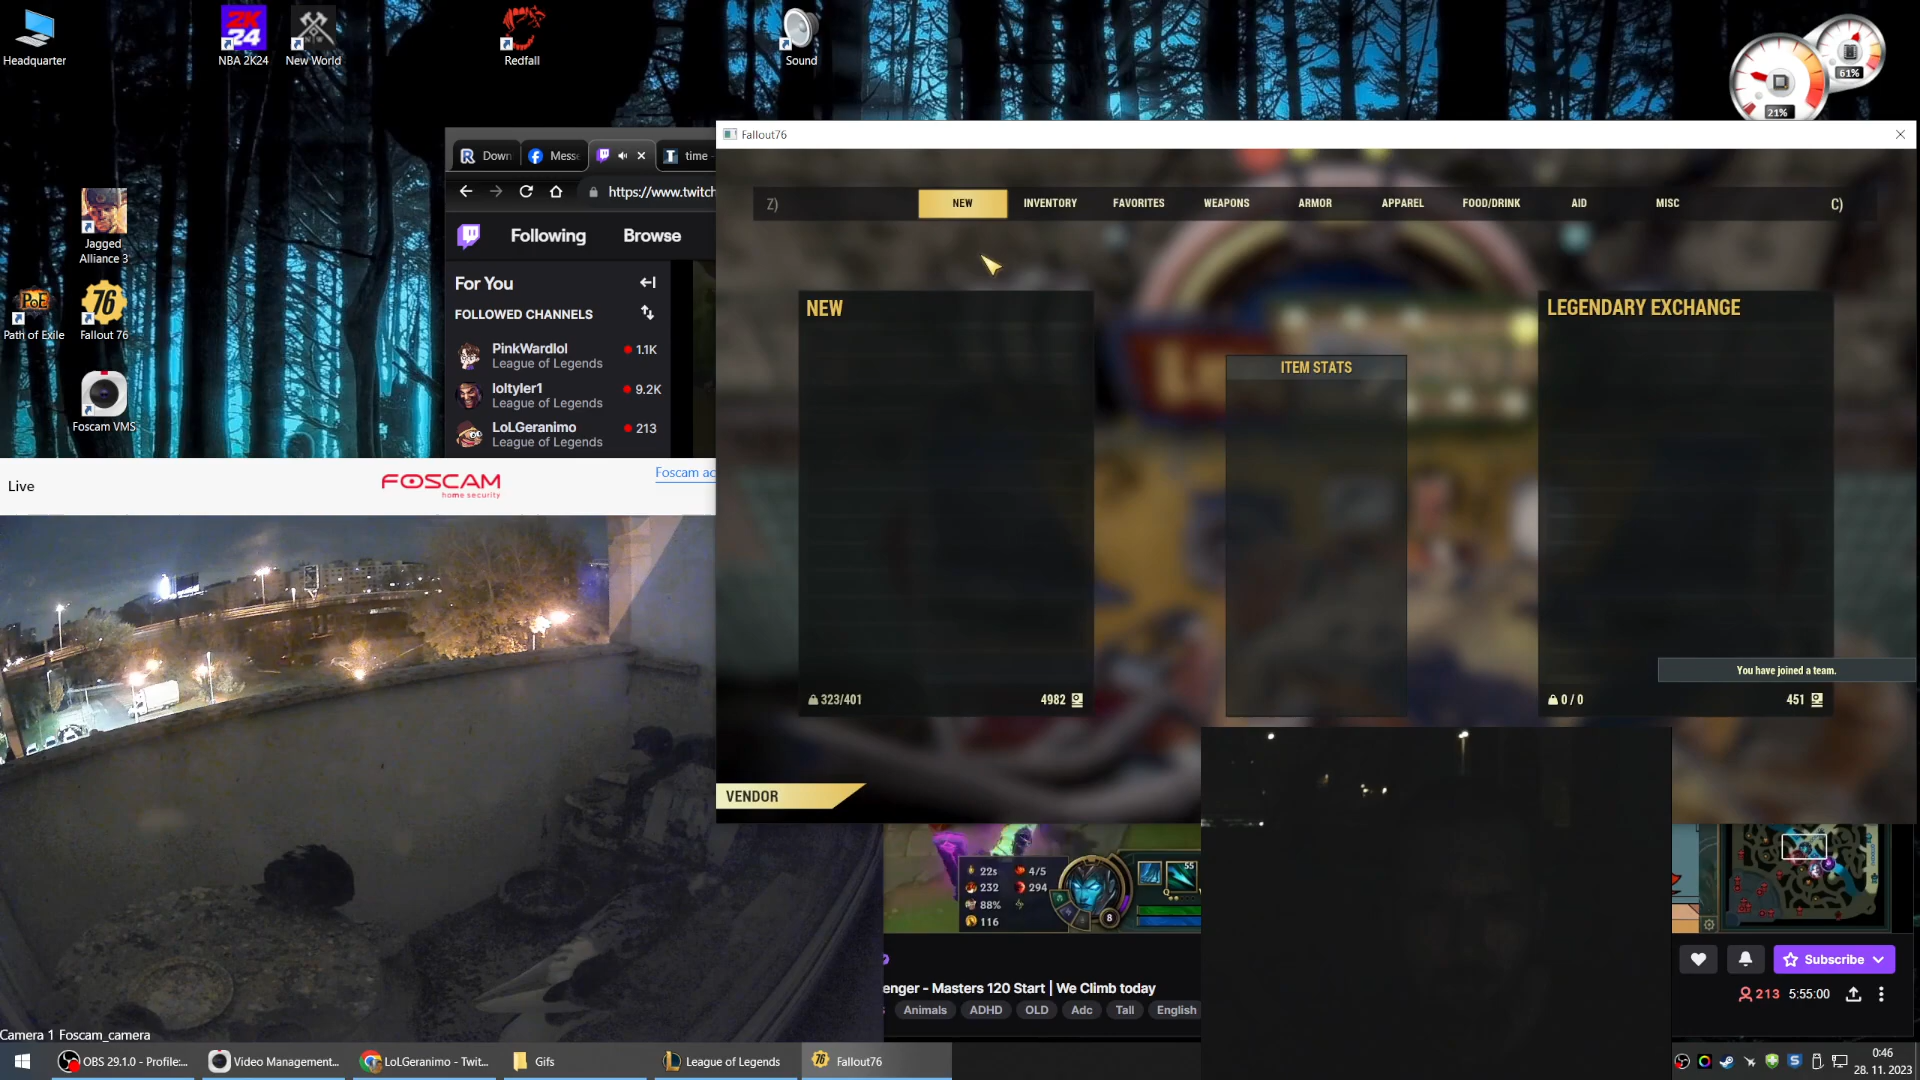 Headquarter
NBA 2K24
New World
Redfall
Sound
61%
21%
Jagged
Alliance 3
Path of Exile
Fallout 76
Foscam VMS
Down
Messe
time
https://www.twitch
Following
Browse
For You
FOLLOWED CHANNELS
PinkWardlol
1.1K
League of Legends
loltyler1
9.2K
League of Legends
LoLGeranimo
213
League of Legends
Fallout76
Z)
NEW
INVENTORY
FAVORITES
WEAPONS
ARMOR
APPAREL
FOOD/DRINK
AID
MISC
C)
NEW
ITEM STATS
LEGENDARY EXCHANGE
You have joined a team.
323/401
4982
0 / 0
451
VENDOR
Live
FOSCAM
home security
Foscam ac
Camera 1 Foscam_camera
22s
4/5
232
294
88%
116
8
55
enger - Masters 120 Start | We Climb today
Animals
ADHD
OLD
Adc
Tall
English
Subscribe
213
5:55:00
OBS 29.1.0 - Profile:...
Video Management...
LoLGeranimo - Twit...
Gifs
League of Legends
Fallout76
0:46
28. 11. 2023